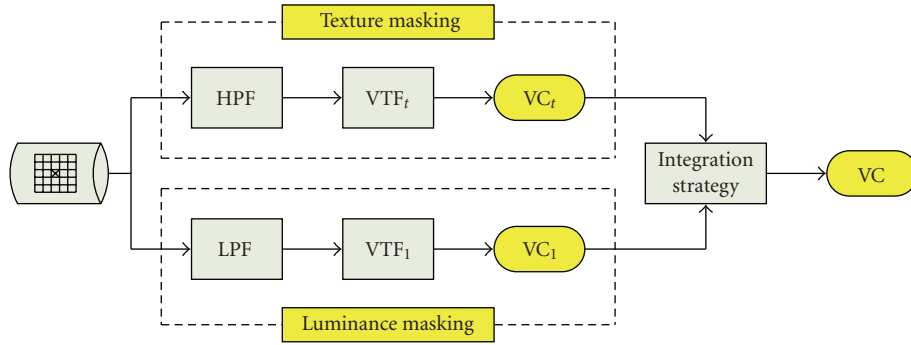 Texture masking
HPF
VTFₜ
VCₜ
Integration
strategy
VC
LPF
VTF₁
VC₁
Luminance masking